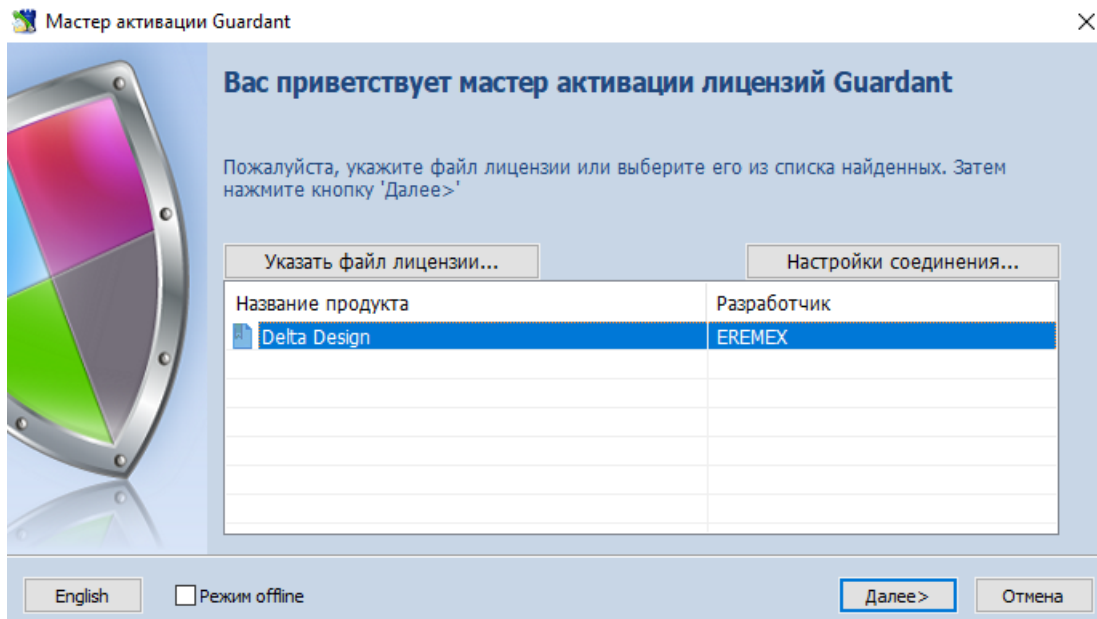 Мастер активации Guardant
Вас приветствует мастер активации лицензий Guardant
Пожалуйста, укажите файл лицензии или выберите его из списка найденных. Затем
нажмите кнопку 'Далее>'
Указать файл лицензии... Настройки соединения...
Название продукта Разработчик
Delta Design EREMEX
English Режим offline Далее> Отмена